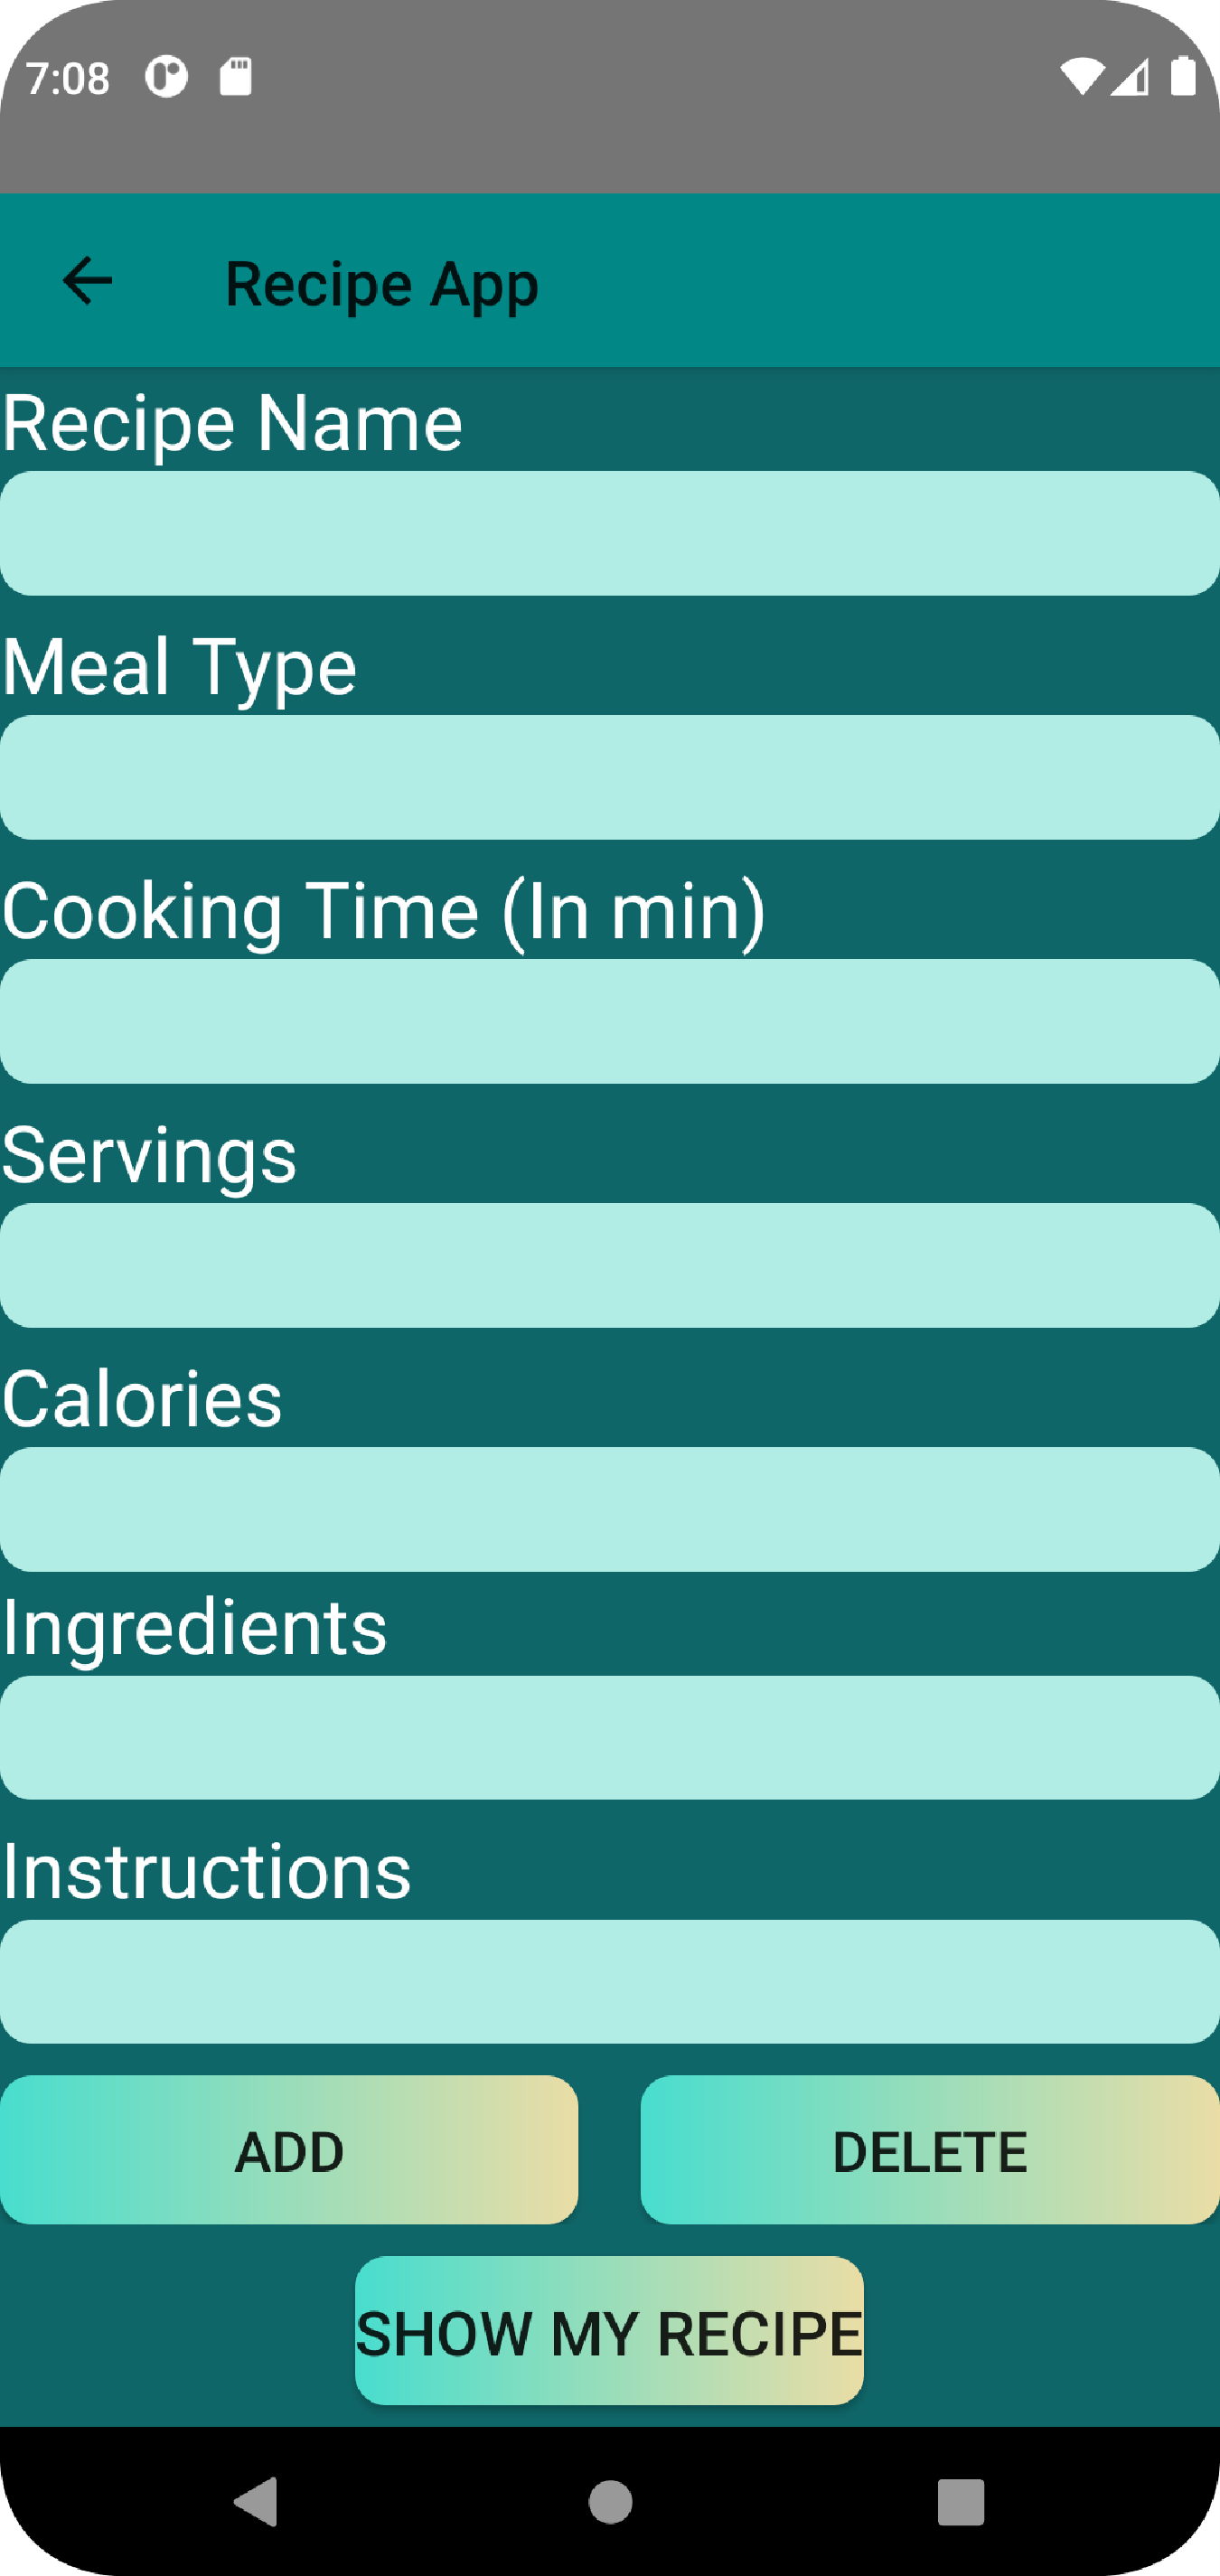 7:08
Recipe App
Recipe Name
Meal Type
Cooking Time (In min)
Servings
Calories
Ingredients
Instructions
ADD DELETE
SHOW MY RECIPE